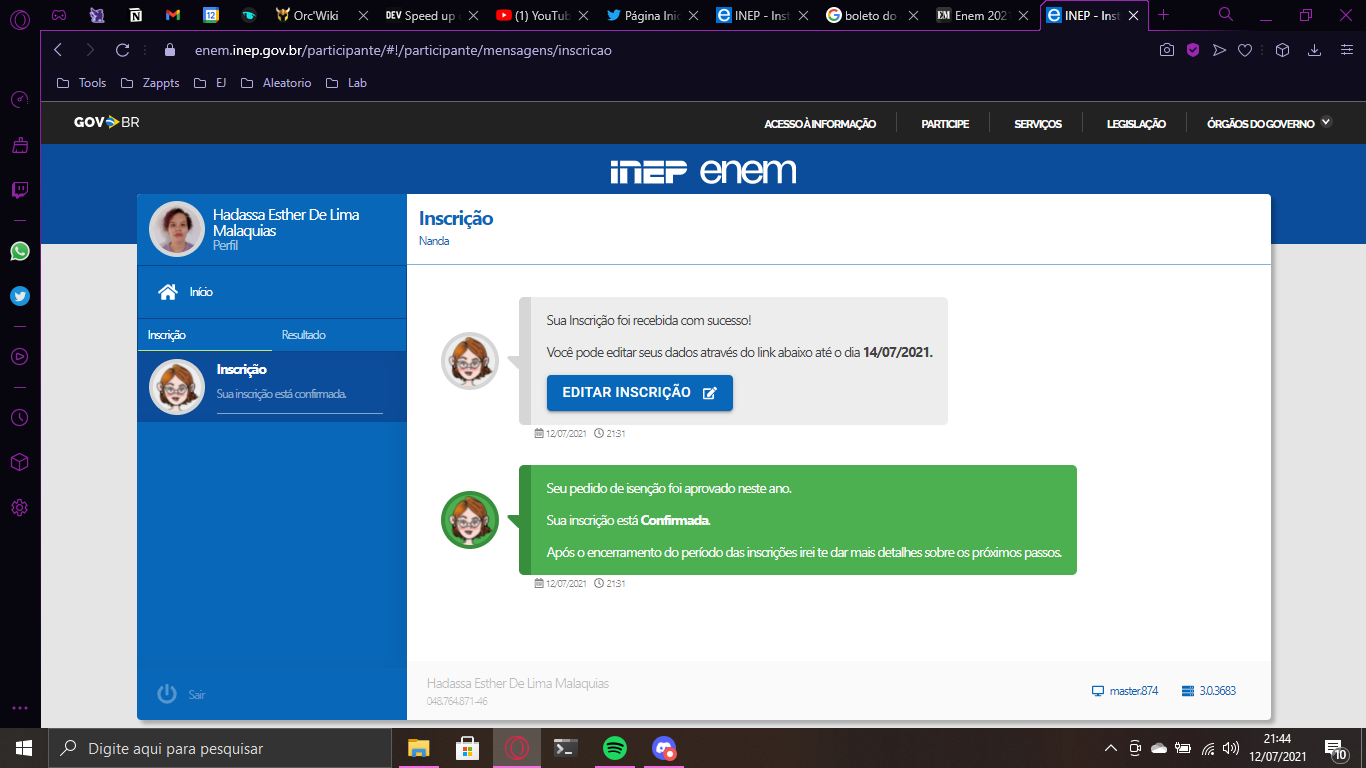 Orc'Wiki
DEV Speed up
(1) YouTub
Página Inic
INEP - Inst
boleto do
EM Enem 202
INEP - Inst
enem.inep.gov.br/participante/#!/participante/mensagens/inscricao
Tools
Zappts
EJ
Aleatorio
Lab
GOV BR
ACESSO À INFORMAÇÃO
PARTICIPE
SERVIÇOS
LEGISLAÇÃO
ÓRGÃOS DO GOVERNO
INEP enem
Hadassa Esther De Lima
Malaquias
Perfil
Início
Inscrição
Resultado
Inscrição
Sua inscrição está confirmada.
Sair
Inscrição
Nanda
Sua Inscrição foi recebida com sucesso!
Você pode editar seus dados através do link abaixo até o dia 14/07/2021.
EDITAR INSCRIÇÃO
12/07/2021 21:31
Seu pedido de isenção foi aprovado neste ano.
Sua inscrição está Confirmada.
Após o encerramento do período das inscrições irei te dar mais detalhes sobre os próximos passos.
12/07/2021 21:31
Hadassa Esther De Lima Malaquias
048.764.871-46
master.874
3.0.3683
Digite aqui para pesquisar
21:44
12/07/2021
10